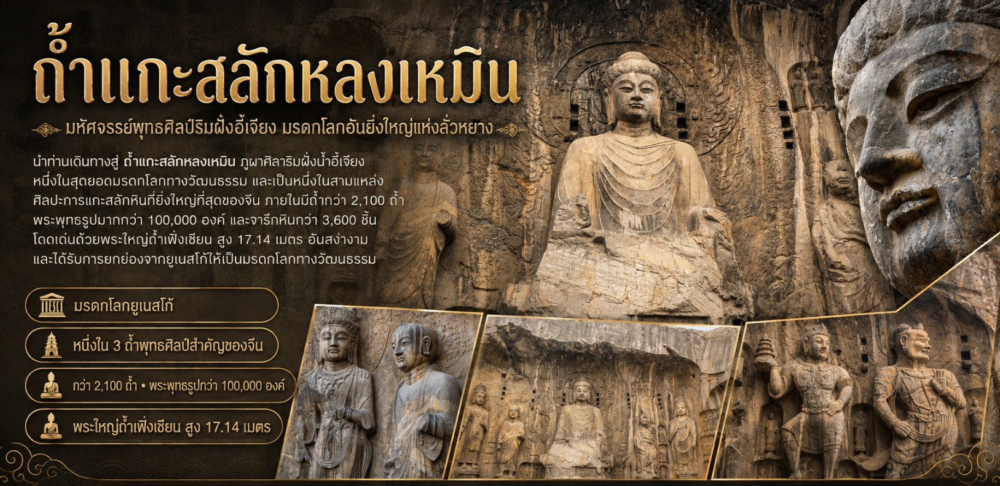 ถ้ำแกะสลักหลงเหมิน
มหัศจรรย์พุทธศิลป์ริมฝั่งอี้เจียง มรดกโลกอันยิ่งใหญ่แห่งลั่วหยาง
นำท่านเดินทางสู่ ถ้ำแกะสลักหลงเหมิน ภูผาศิลาริมฝั่งน้ำอี้เจียง
หนึ่งในสุดยอดมรดกโลกทางวัฒนธรรม และเป็นหนึ่งในสามแหล่ง
ศิลปะการแกะสลักหินที่ยิ่งใหญ่ที่สุดของจีน ภายในมีถ้ำกว่า 2,100 ถ้ำ
พระพุทธรูปมากกว่า 100,000 องค์ และจารึกหินกว่า 3,600 ชิ้น
โดดเด่นด้วยพระใหญ่ถ้ำเฟิ่งเซียน สูง 17.14 เมตร อันสง่างาม
และได้รับการยกย่องจากยูเนสโก้ให้เป็นมรดกโลกทางวัฒนธรรม
มรดกโลกยูเนสโก้
หนึ่งใน 3 ถ้ำพุทธศิลป์สำคัญของจีน
กว่า 2,100 ถ้ำ • พระพุทธรูปกว่า 100,000 องค์
พระใหญ่ถ้ำเฟิ่งเซียน สูง 17.14 เมตร